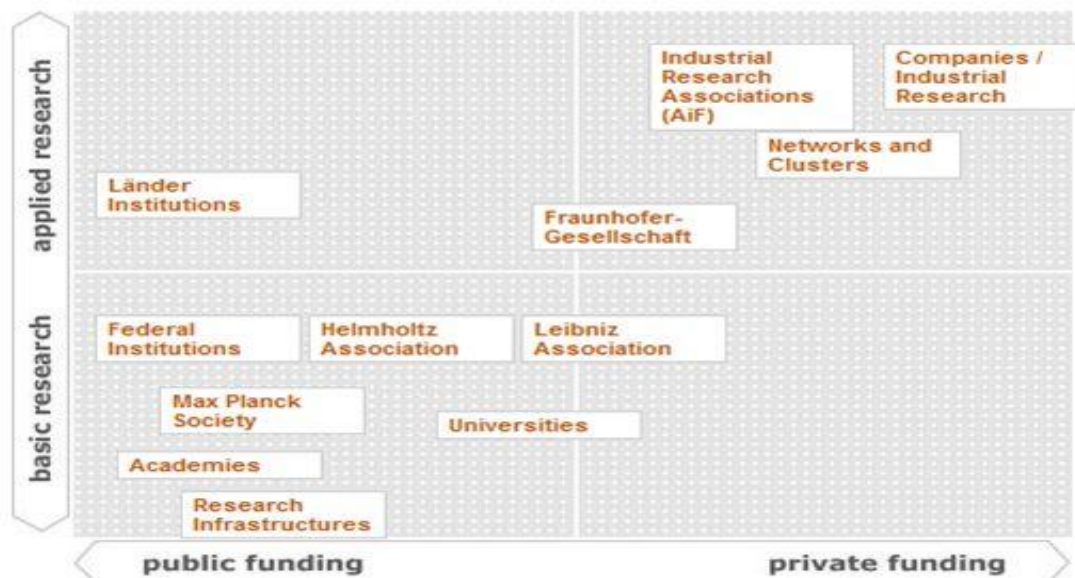 applied research
Industrial
Research
Associations
(AiF)
Companies /
Industrial
Research
Networks and
Clusters
Länder
Institutions
Fraunhofer-
Gesellschaft
basic research
Federal
Institutions
Helmholtz
Association
Leibniz
Association
Max Planck
Society
Universities
Academies
Research
Infrastructures
public funding
private funding